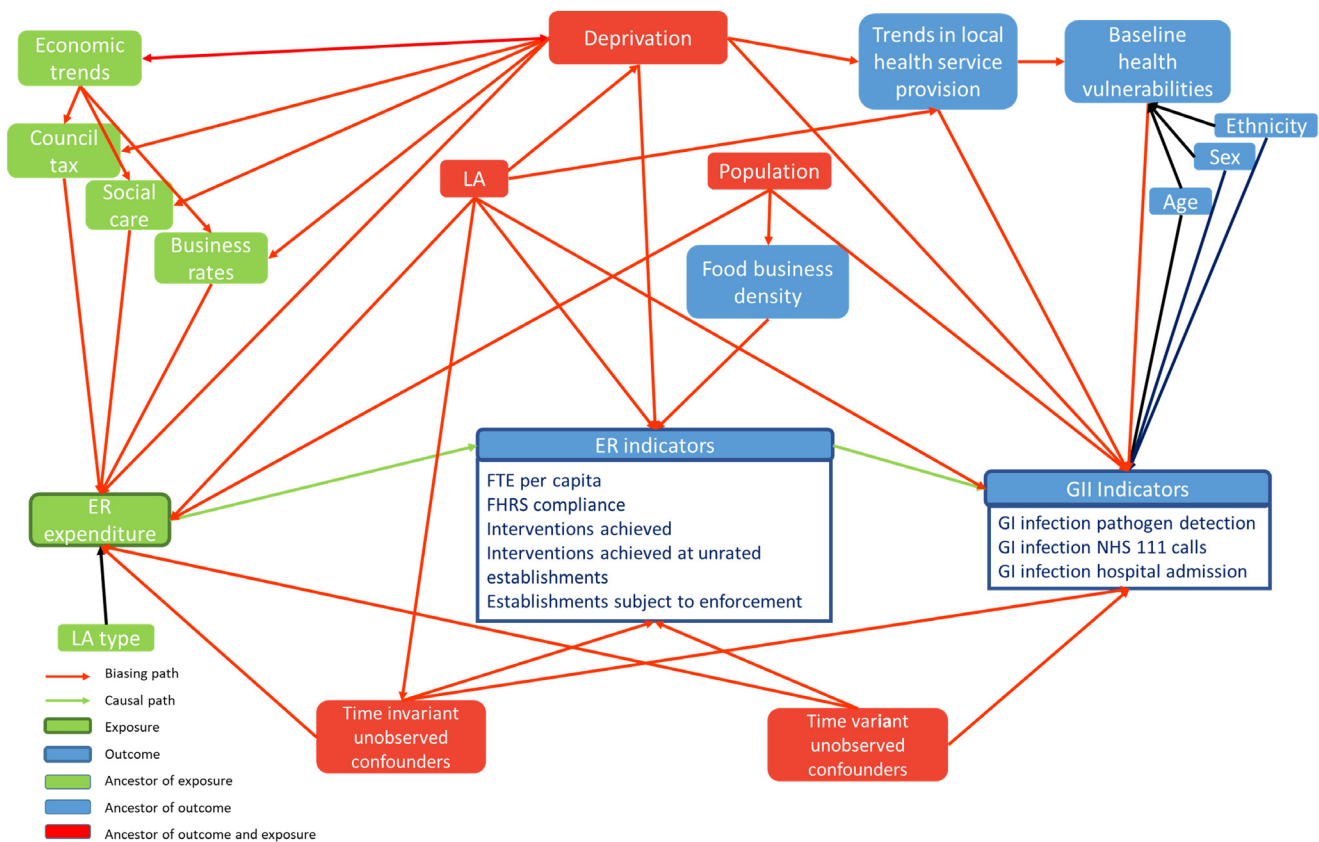 Economic
trends
Deprivation
Trends in local
health service
provision
Baseline
health
vulnerabilities
Council
tax
Ethnicity
Sex
Social
care
LA
Population
Age
Business
rates
Food business
density
ER indicators
FTE per capita
FHRS compliance
Interventions achieved
Interventions achieved at unrated
establishments
Establishments subject to enforcement
GII Indicators
GI infection pathogen detection
GI infection NHS 111 calls
GI infection hospital admission
ER
expenditure
LA type
Biasing path
Causal path
Exposure
Outcome
Ancestor of exposure
Ancestor of outcome
Ancestor of outcome and exposure
Time invariant
unobserved
confounders
Time variant
unobserved
confounders